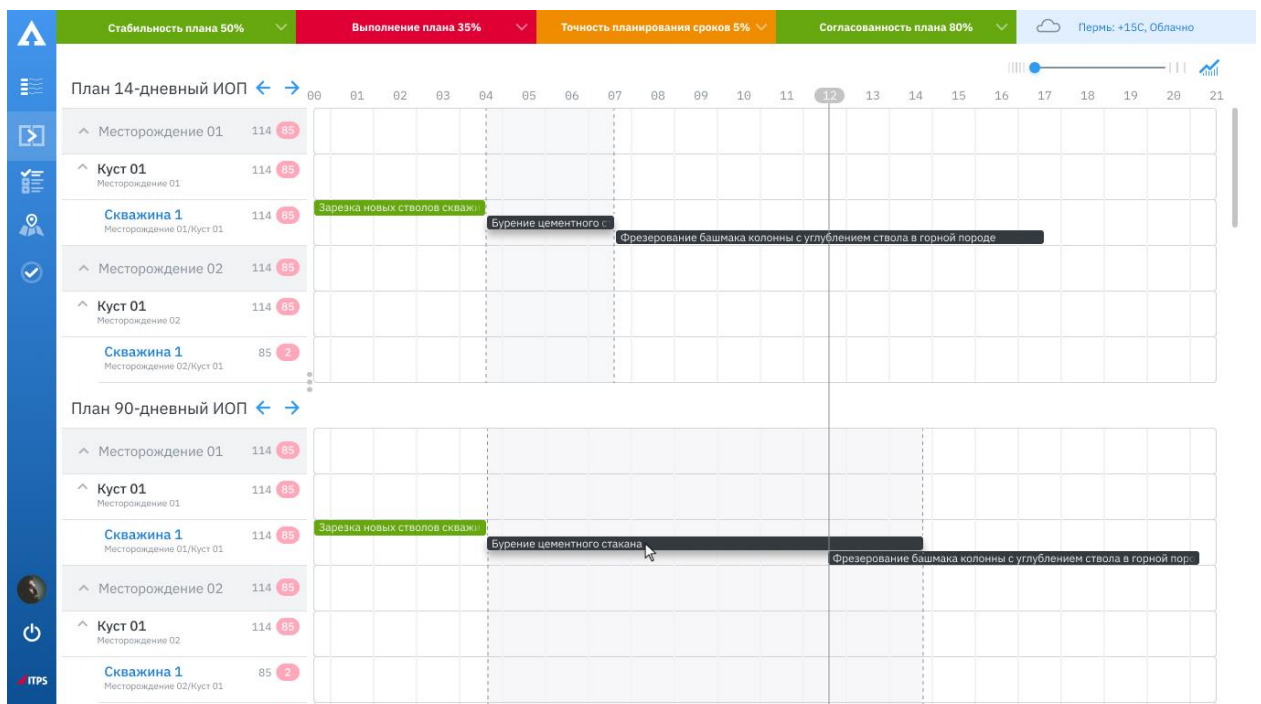 Стабильность плана 50%
Выполнение плана 35%
Точность планирования сроков 5%
Согласованность плана 80%
Пермь: +15С, Облачно
План 14-дневный ИОП
00 01 02 03 04 05 06 07 08 09 10 11 12 13 14 15 16 17 18 19 20 21
Месторождение 01 114 85
Куст 01 114 85
Месторождение 01
Скважина 1 114 85
Месторождение 01/Куст 01
Зарезка новых стволов скважи
Бурение цементного с
Фрезерование башмака колонны с углублением ствола в горной породе
Месторождение 02 114 85
Куст 01 114 85
Месторождение 02
Скважина 1 85 2
Месторождение 02/Куст 01
План 90-дневный ИОП
Месторождение 01 114 85
Куст 01 114 85
Месторождение 01
Скважина 1 114 85
Месторождение 01/Куст 01
Зарезка новых стволов скважи
Бурение цементного стакана
Фрезерование башмака колонны с углублением ствола в горной поро
Месторождение 02 114 85
Куст 01 114 85
Месторождение 02
Скважина 1 85 2
Месторождение 02/Куст 01
ITPS